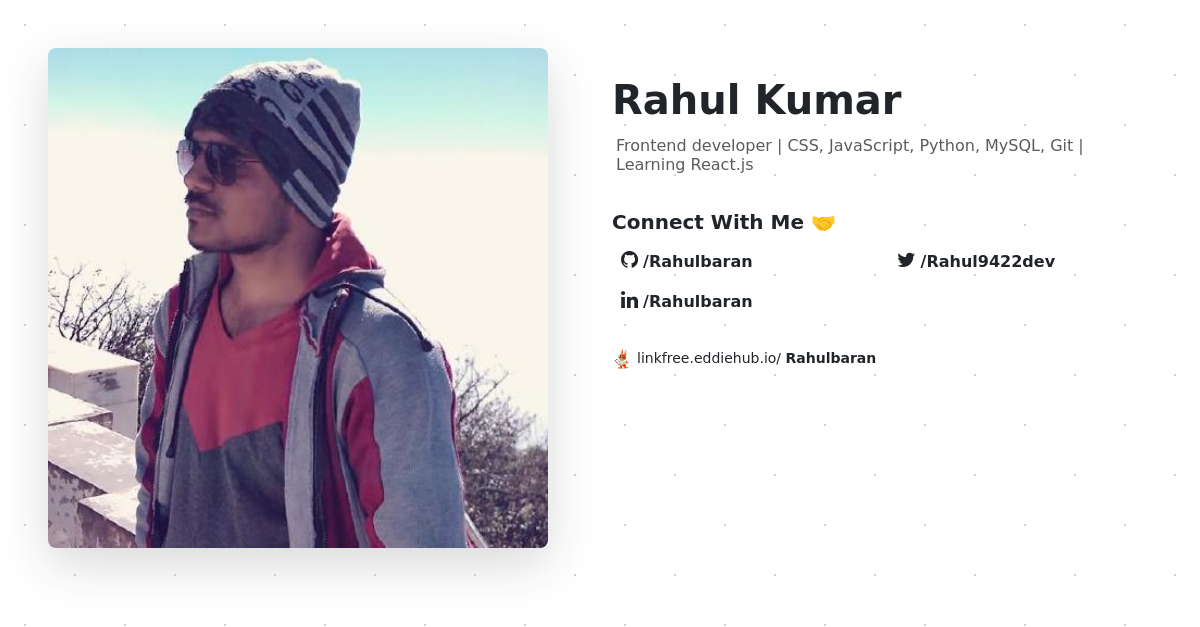 Rahul Kumar
Frontend developer | CSS, JavaScript, Python, MySQL, Git |
Learning React.js
Connect With Me 🤝
/Rahulbaran
/Rahul9422dev
/Rahulbaran
linkfree.eddiehub.io/ Rahulbaran